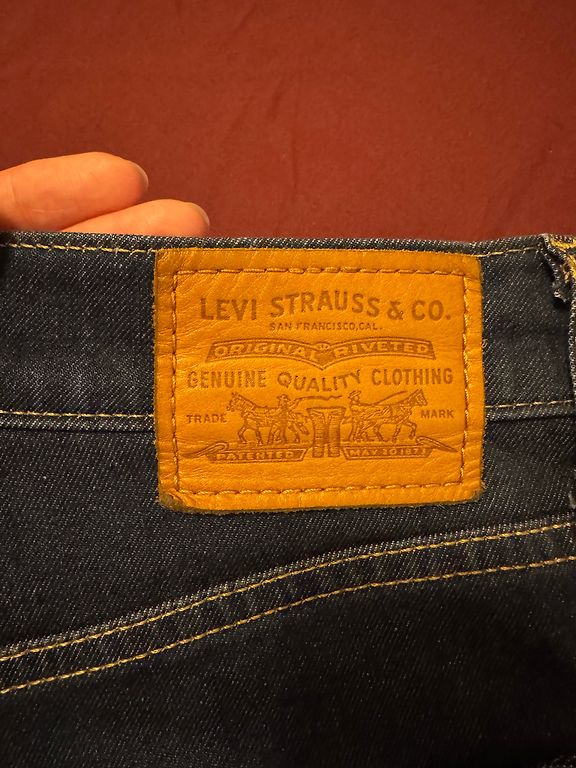 LEVI STRAUSS & CO.
SAN FRANCISCO, CAL.
ORIGINAL RIVETED
GENUINE QUALITY CLOTHING
TRADE MARK
PATENTED MAY 20 1873